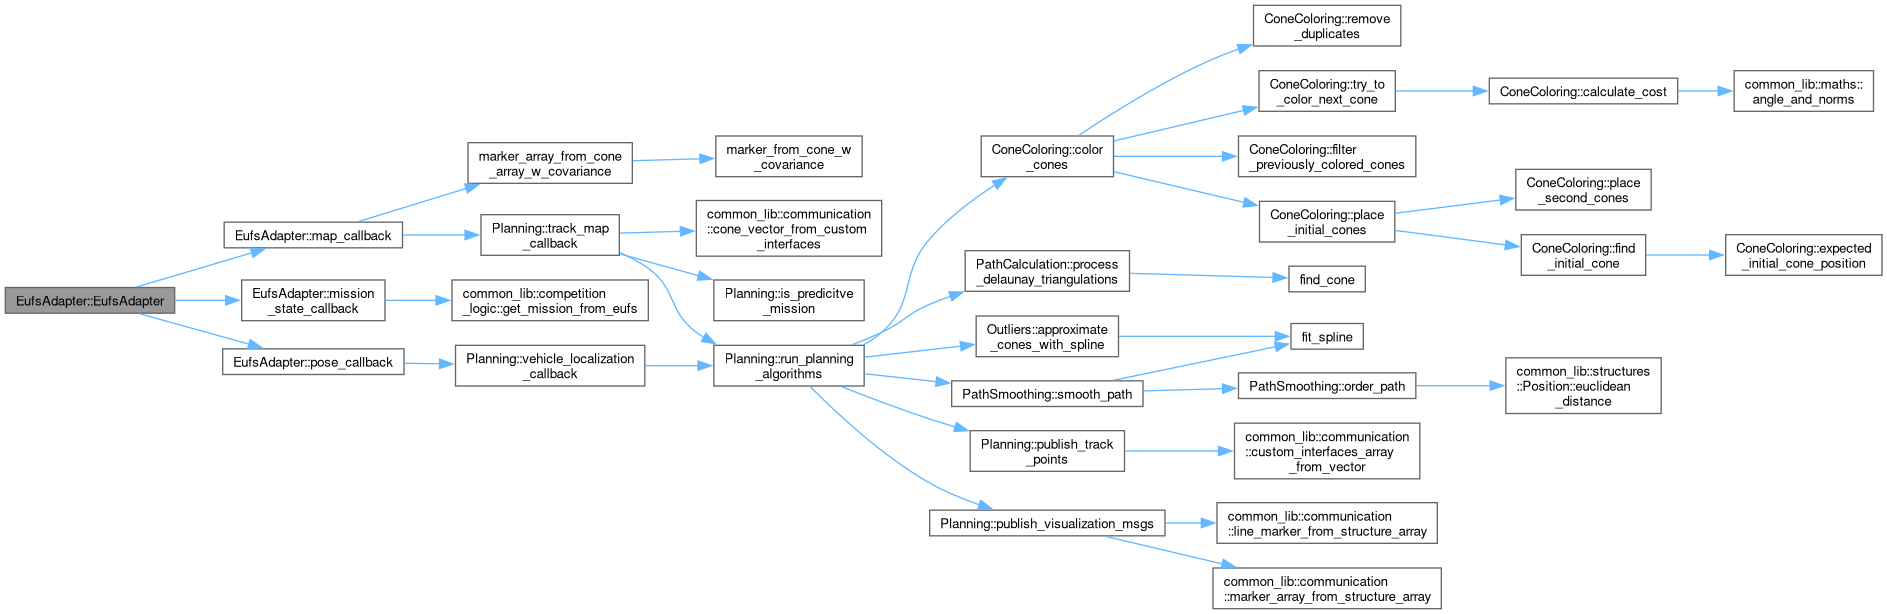 EufsAdapter::EufsAdapter
EufsAdapter::map_callback
EufsAdapter::mission
_state_callback
EufsAdapter::pose_callback
marker_array_from_cone
_array_w_covariance
marker_from_cone_w
_covariance
Planning::track_map
_callback
common_lib::communication
::cone_vector_from_custom
_interfaces
Planning::is_predicitve
_mission
common_lib::competition
_logic::get_mission_from_eufs
Planning::vehicle_localization
_callback
Planning::run_planning
_algorithms
ConeColoring::color
_cones
ConeColoring::remove
_duplicates
ConeColoring::try_to
_color_next_cone
ConeColoring::calculate_cost
common_lib::maths::
angle_and_norms
ConeColoring::filter
_previously_colored_cones
ConeColoring::place
_initial_cones
ConeColoring::place
_second_cones
ConeColoring::find
_initial_cone
ConeColoring::expected
_initial_cone_position
PathCalculation::process
_delaunay_triangulations
find_cone
Outliers::approximate
_cones_with_spline
fit_spline
PathSmoothing::smooth_path
PathSmoothing::order_path
common_lib::structures
::Position::euclidean
_distance
Planning::publish_track
_points
common_lib::communication
::custom_interfaces_array
_from_vector
Planning::publish_visualization_msgs
common_lib::communication
::line_marker_from_structure_array
common_lib::communication
::marker_array_from_structure_array